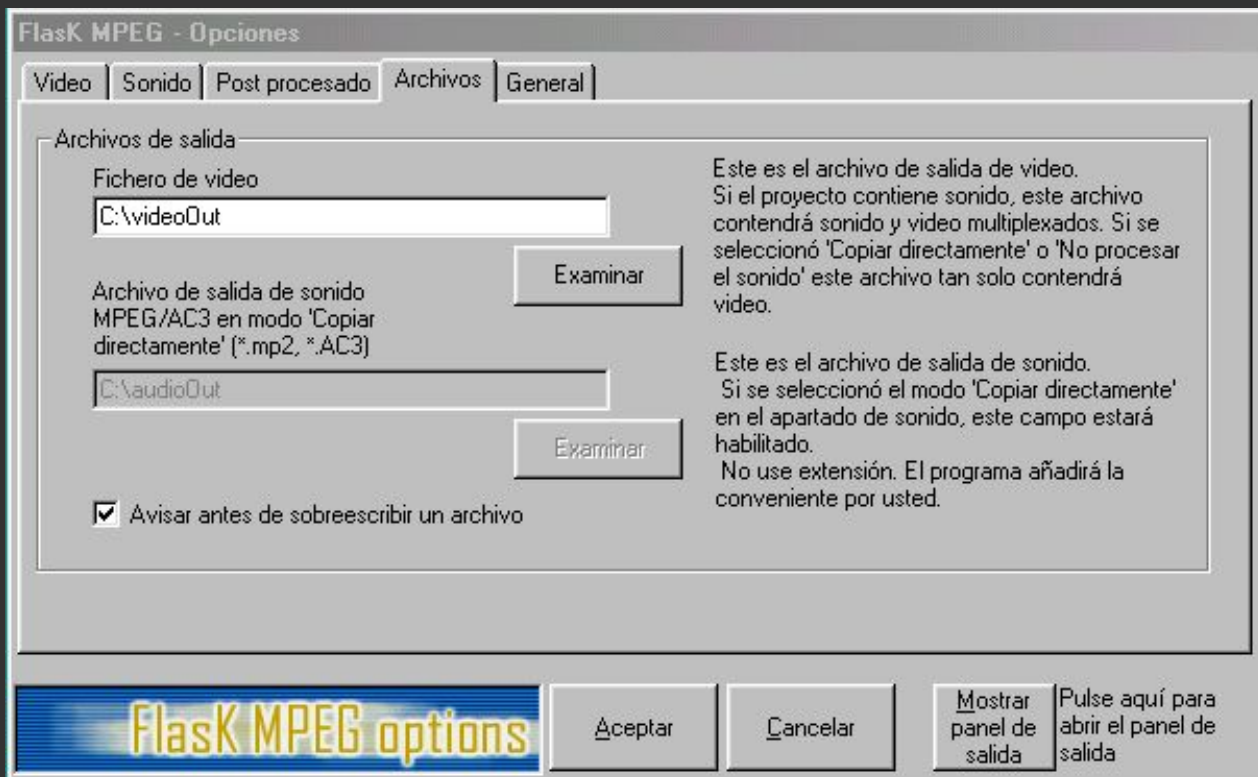 FlasK MPEG - Opciones
Video
Sonido
Post procesado
Archivos
General
Archivos de salida
Fichero de video
C:\videoOut
Examinar
Archivo de salida de sonido
MPEG/AC3 en modo 'Copiar
directamente' (*.mp2, *.AC3)
C:\audioOut
Examinar
Avisar antes de sobreescribir un archivo
Este es el archivo de salida de video.
Si el proyecto contiene sonido, este archivo
contendrá sonido y video multiplexados. Si se
seleccionó 'Copiar directamente' o 'No procesar
el sonido' este archivo tan solo contendrá
video.
Este es el archivo de salida de sonido.
Si se seleccionó el modo 'Copiar directamente'
en el apartado de sonido, este campo estará
habilitado.
No use extensión. El programa añadirá la
conveniente por usted.
FlasK MPEG options
Aceptar
Cancelar
Mostrar
panel de
salida
Pulse aquí para
abrir el panel de
salida